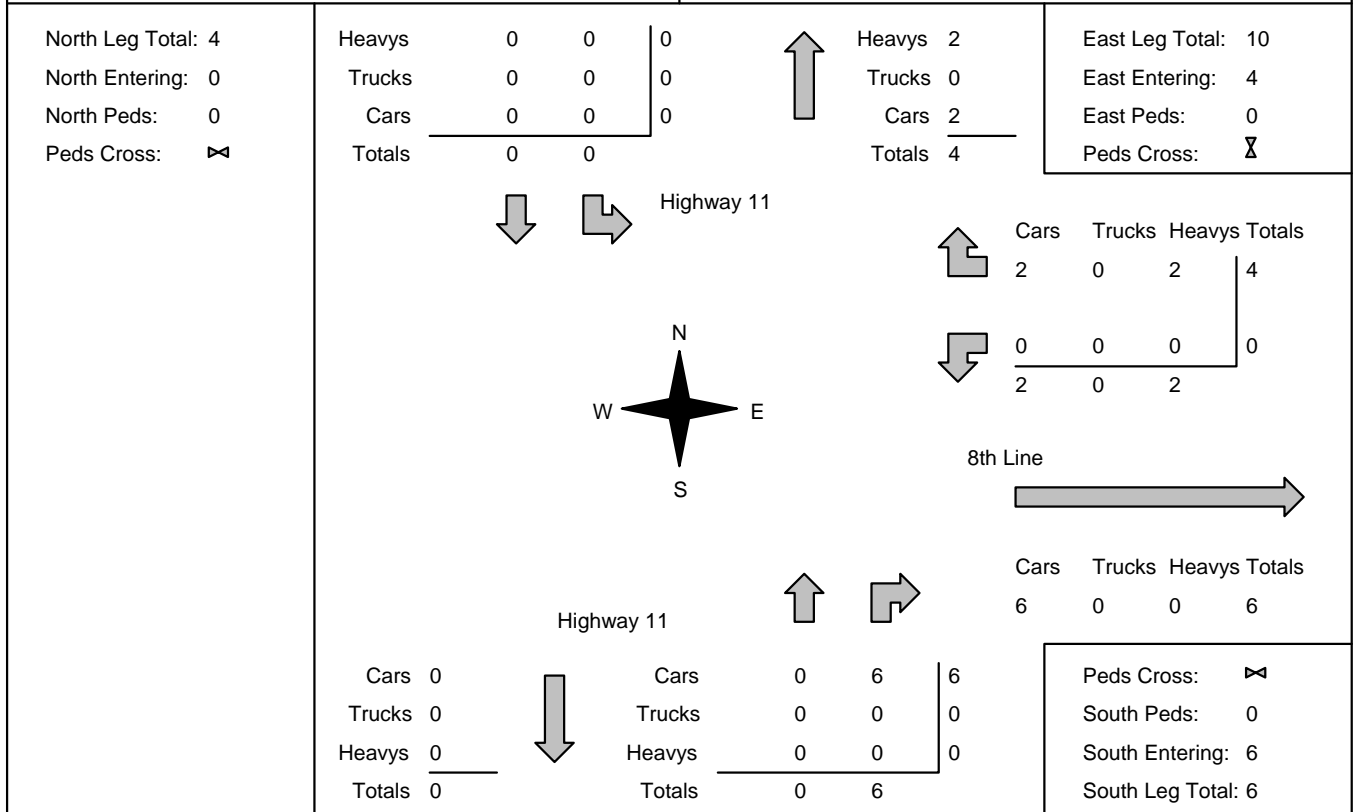 North Leg Total: 4
North Entering: 0
North Peds: 0
Peds Cross:
Heavys 0 0 0
Trucks 0 0 0
Cars 0 0 0
Totals 0 0
Heavys 2
Trucks 0
Cars 2
Totals 4
East Leg Total: 10
East Entering: 4
East Peds: 0
Peds Cross:
Highway 11
Cars Trucks Heavys Totals
2 0 2 4
0 0 0 0
2 0 2
N
W E
S
8th Line
Cars Trucks Heavys Totals
6 0 0 6
Highway 11
Cars 0
Trucks 0
Heavys 0
Totals 0
Cars 0 6 6
Trucks 0 0 0
Heavys 0 0 0
Totals 0 6
Peds Cross:
South Peds: 0
South Entering: 6
South Leg Total: 6